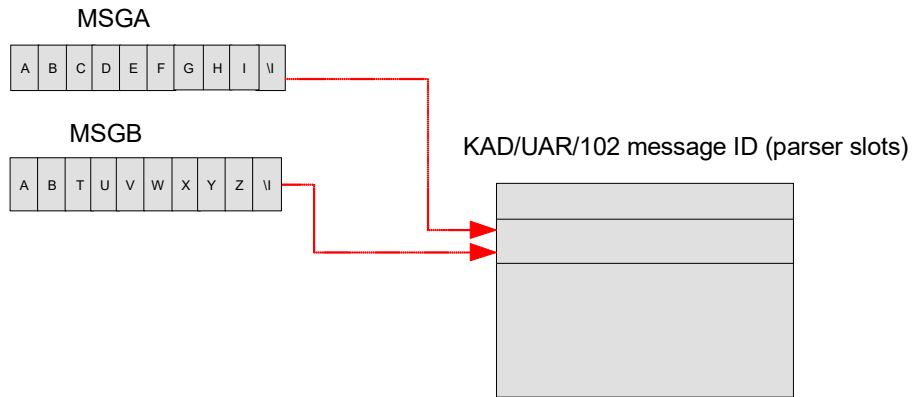 MSGA
A B C D E F G H I \I
MSGB
A B T U V W X Y Z \I
KAD/UAR/102 message ID (parser slots)